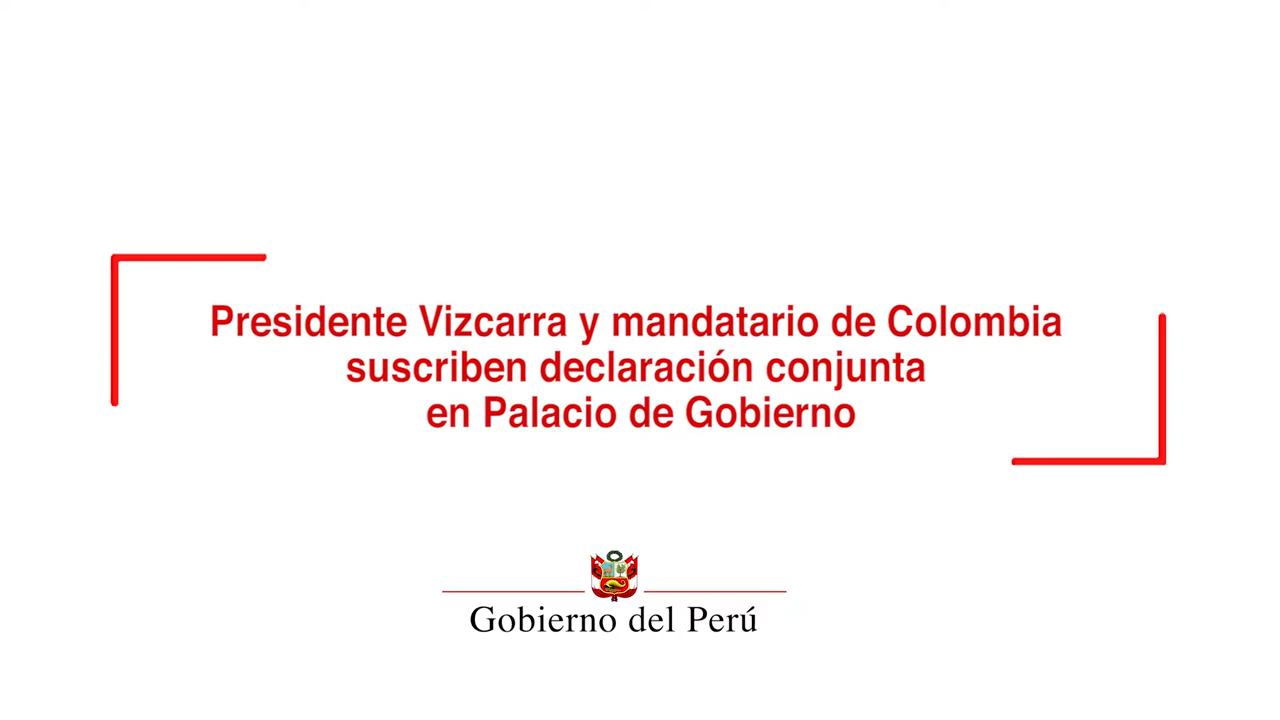 Presidente Vizcarra y mandatario de Colombia
suscriben declaración conjunta
en Palacio de Gobierno
Gobierno del Perú